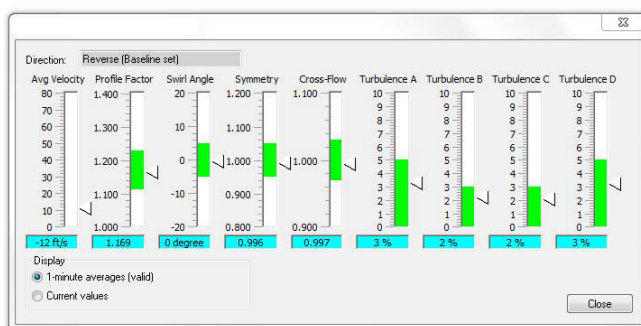 Direction: Reverse (Baseline set)
Avg Velocity Profile Factor Swirl Angle Symmetry Cross-Flow Turbulence A Turbulence B Turbulence C Turbulence D
80 1.400 20 1.200 1.100 10 10 10 10
70 9 9 9 9
60 1.300 10 1.100 8 8 8 8
50 7 7 7 7
40 1.200 0 1.000 1.000 6 6 6 6
5 5 5 5
30 4 4 4 4
20 1.100 -10 0.900 3 3 3 3
10 2 2 2 2
1 1 1 1
0 1.000 -20 0.800 0.900 0 0 0 0
-12 ft/s 1.169 0 degree 0.996 0.997 3 % 2 % 2 % 3 %
Display
1-minute averages (valid)
Current values
Close